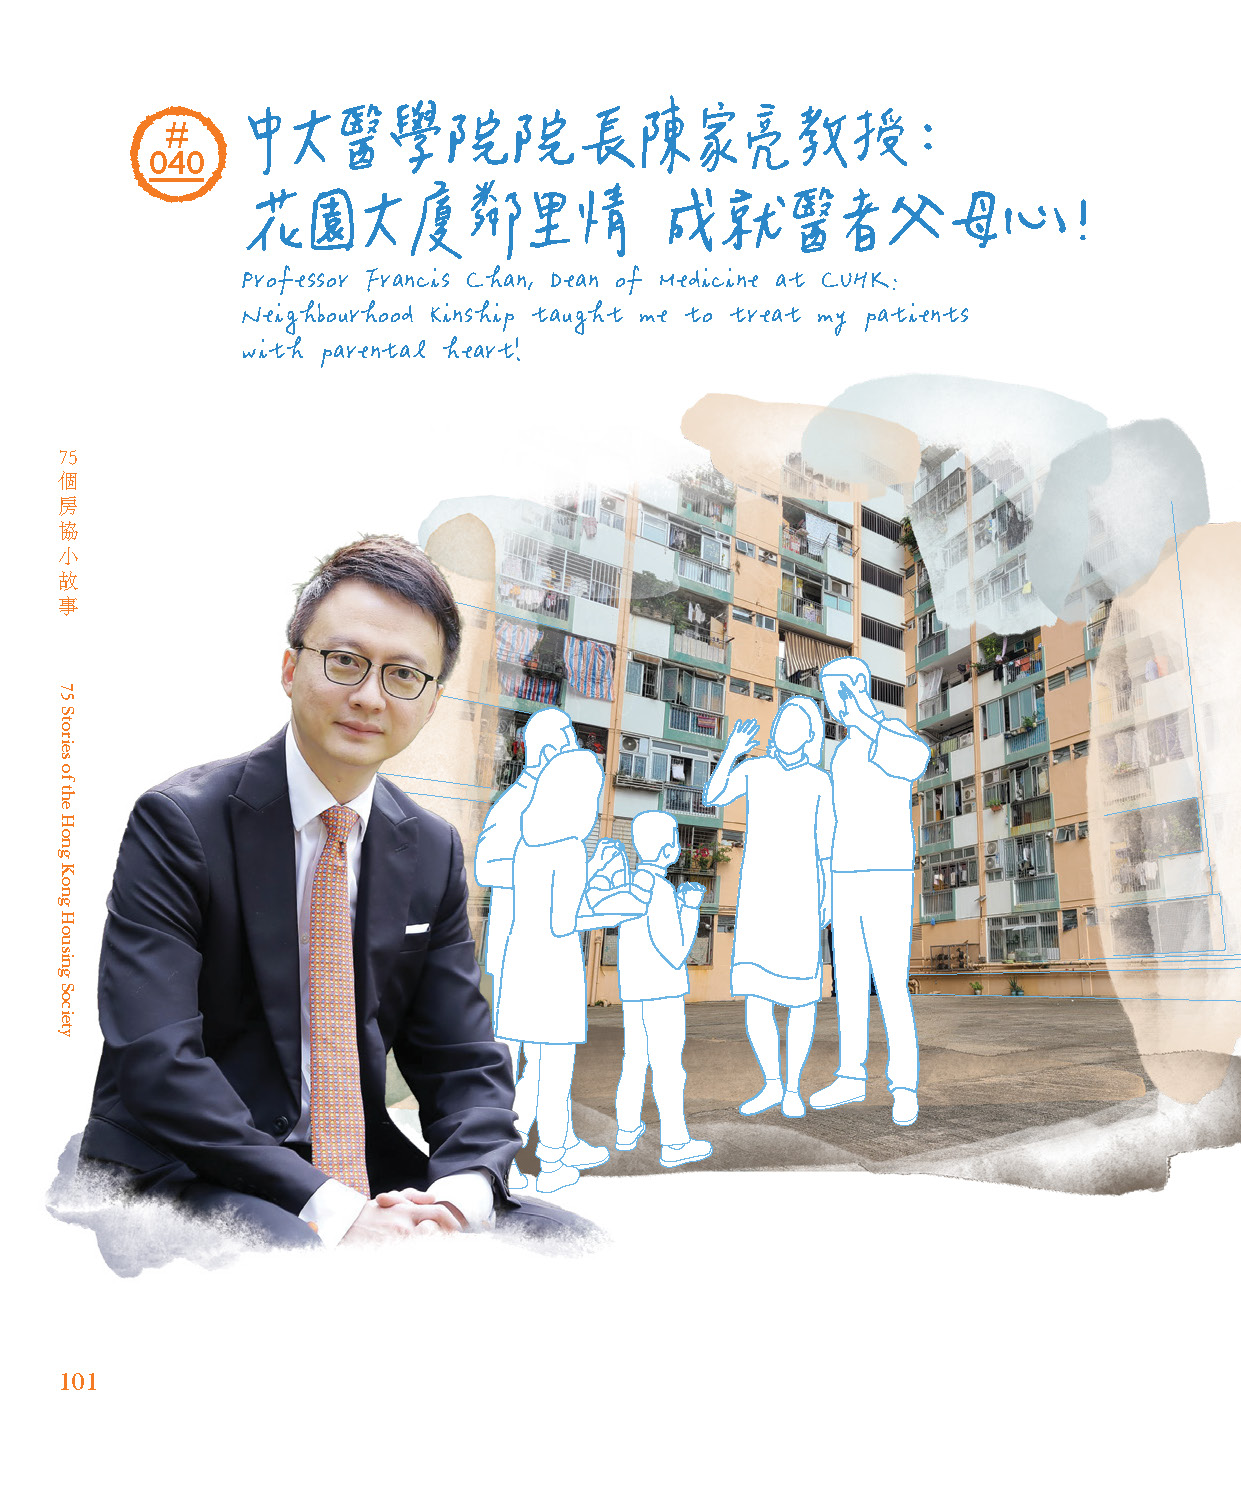 #
040
中大醫學院院長陳家亮教授：
花園大廈鄰里情 成就醫者父母心！
Professor Francis Chan, Dean of Medicine at CUHK:
Neighbourhood Kinship taught me to treat my patients
with parental heart!
75個房協小故事
75 Stories of the Hong Kong Housing Society
101